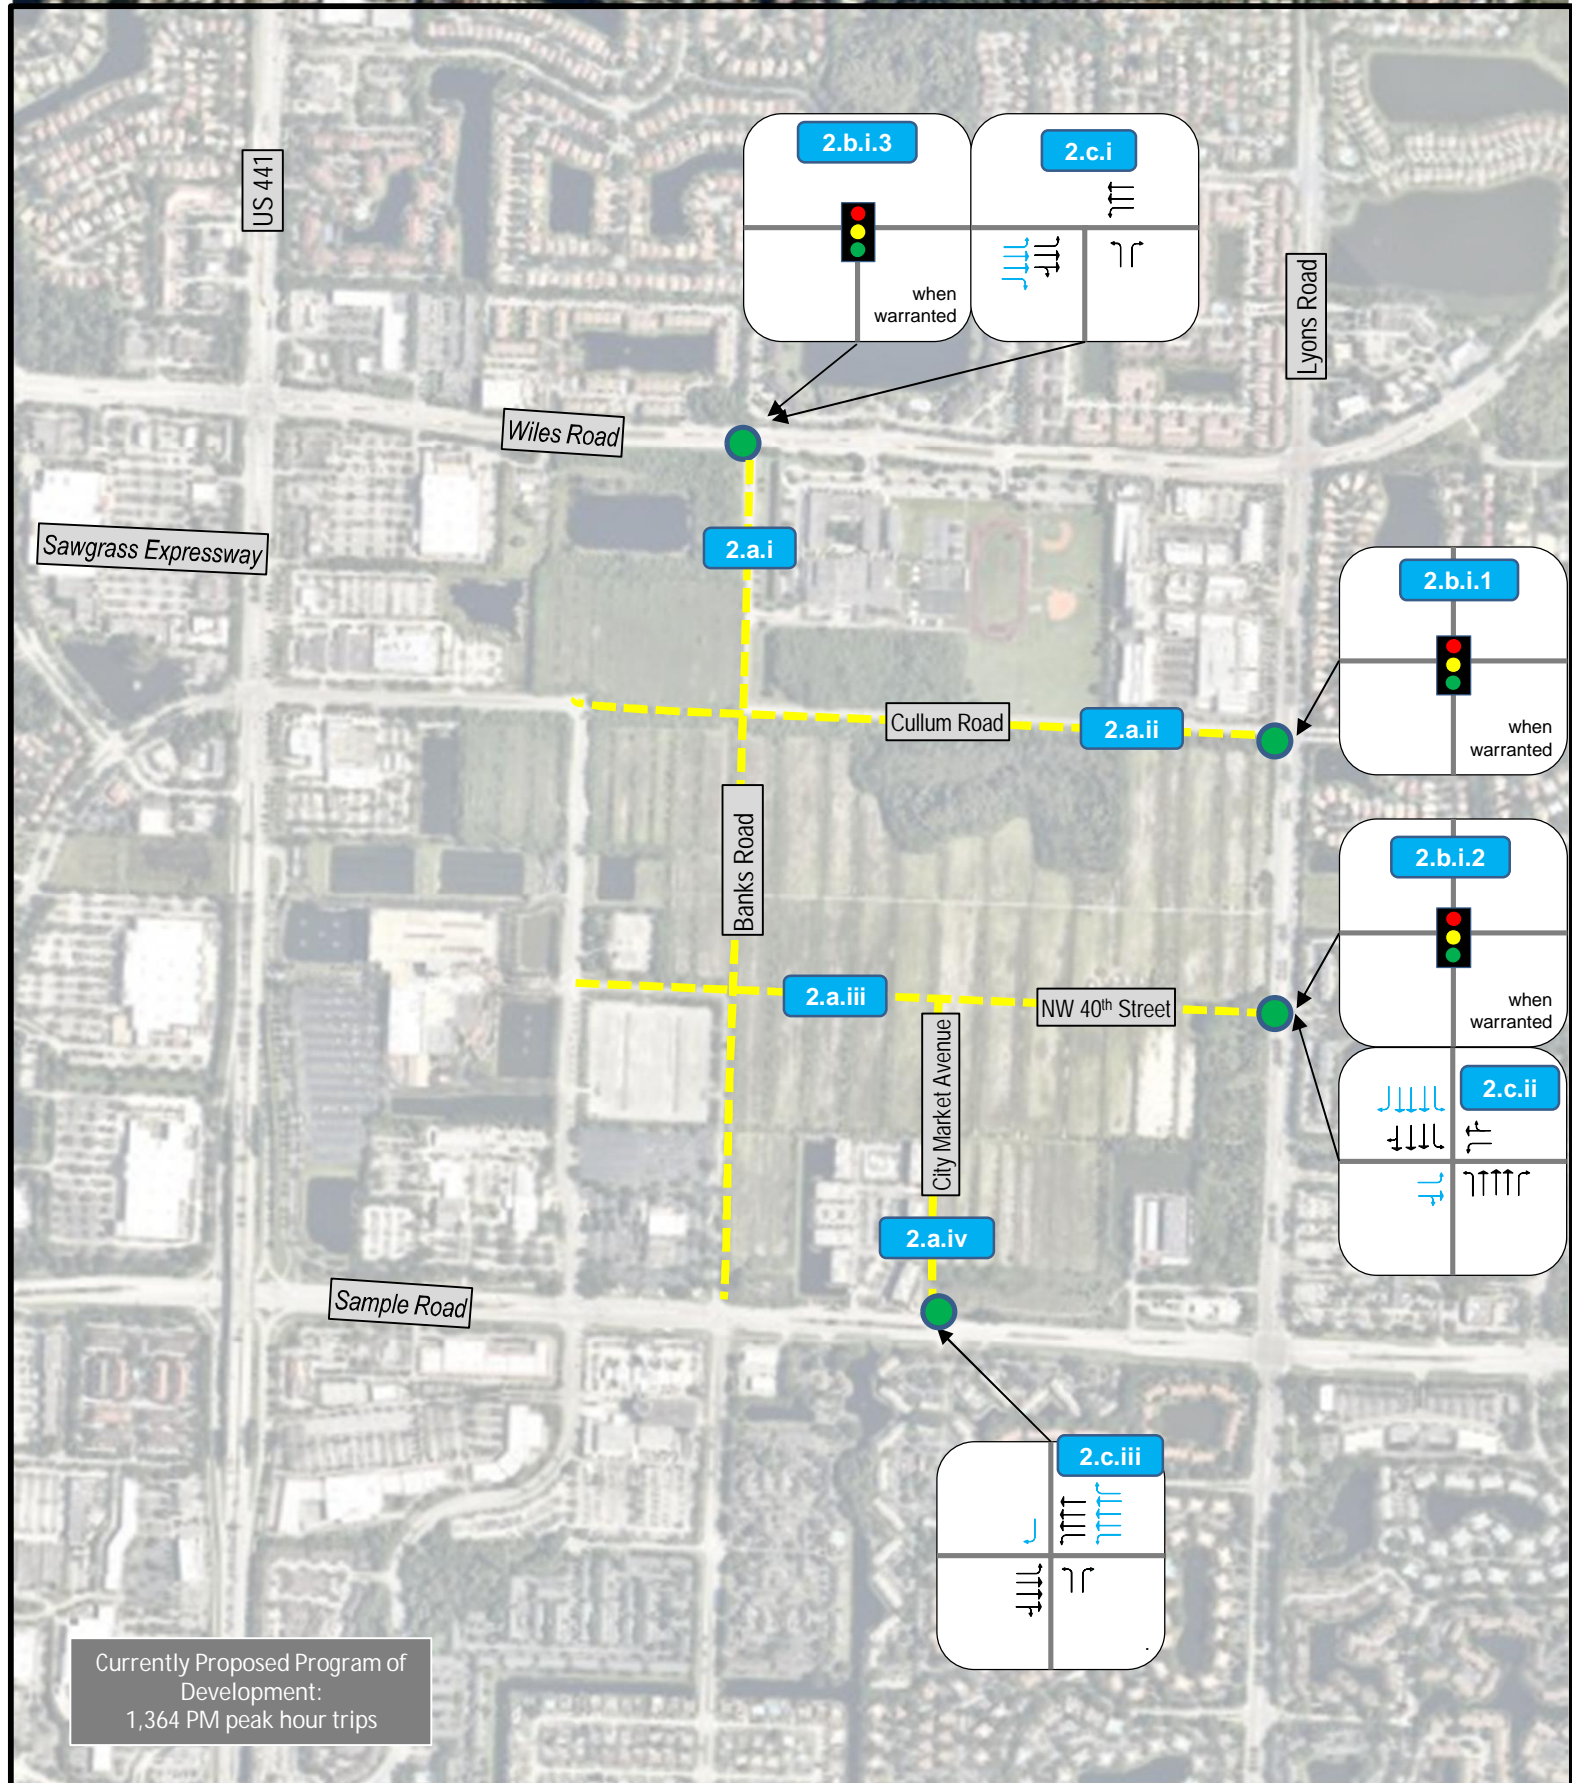 2.b.i.3
2.c.i
US 441
when
warranted
Lyons Road
Wiles Road
Sawgrass Expressway
2.a.i
2.b.i.1
Cullum Road
2.a.ii
when
warranted
Banks Road
2.b.i.2
2.a.iii
NW 40th Street
when
warranted
City Market Avenue
2.c.ii
2.a.iv
Sample Road
2.c.iii
.
Currently Proposed Program of
Development:
1,364 PM peak hour trips